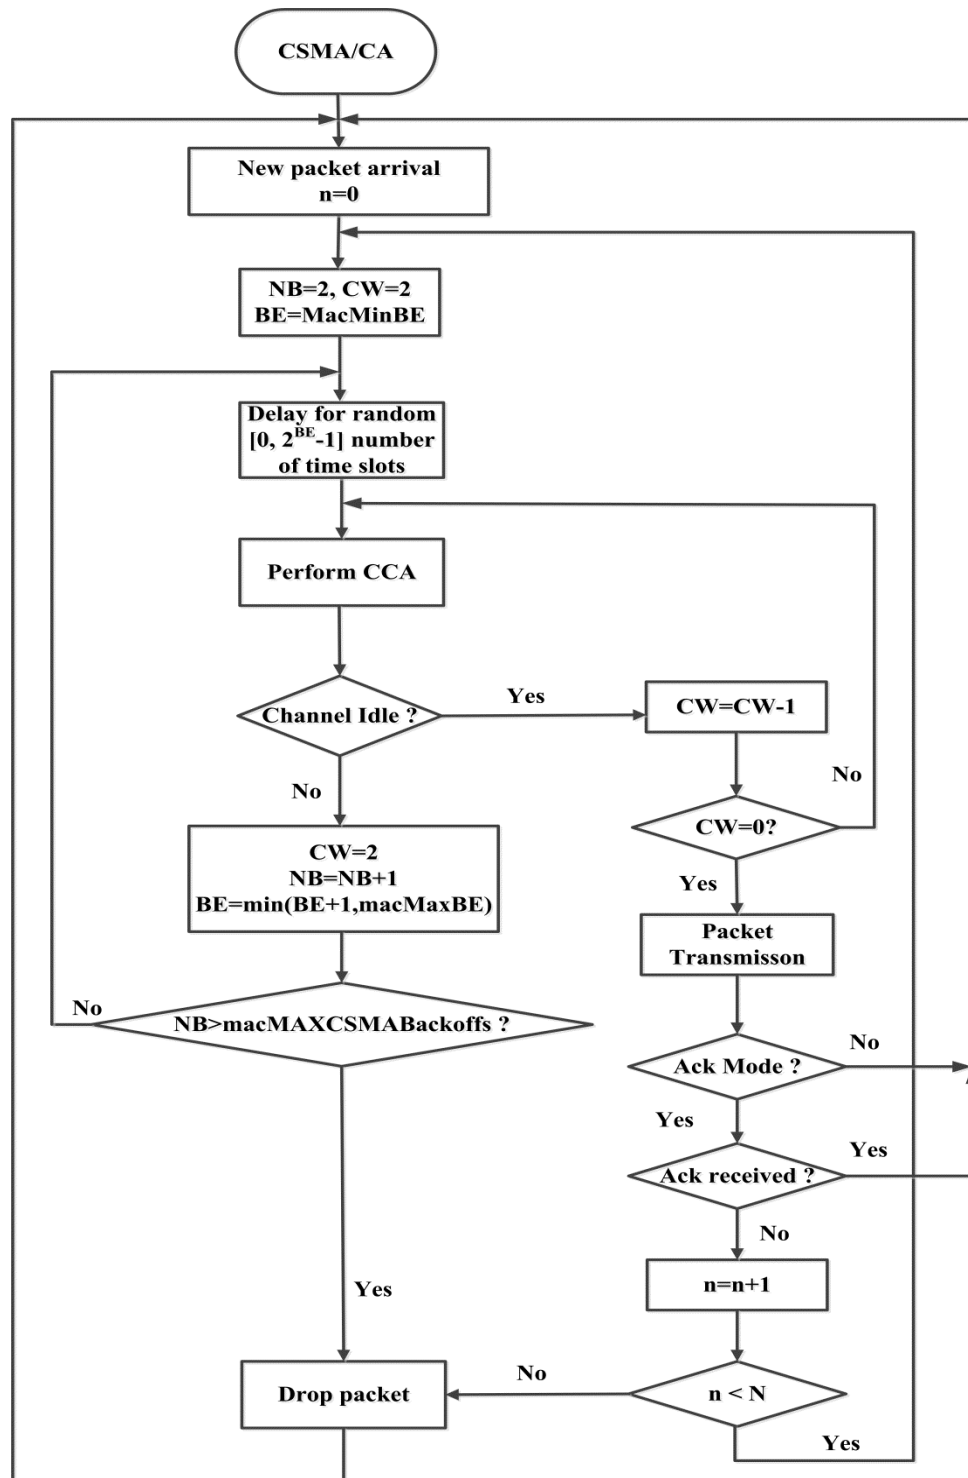 CSMA/CA
New packet arrival
n=0
NB=2, CW=2
BE=MacMinBE
Delay for random
[0, 2^BE-1] number
of time slots
Perform CCA
Channel Idle ?
Yes
CW=CW-1
No
No
CW=0?
CW=2
NB=NB+1
BE=min(BE+1,macMaxBE)
Yes
Packet
Transmisson
No
NB>macMAXCSMABackoffs ?
Ack Mode ?
No
Yes
Ack received ?
Yes
No
n=n+1
Yes
Drop packet
No
n < N
Yes